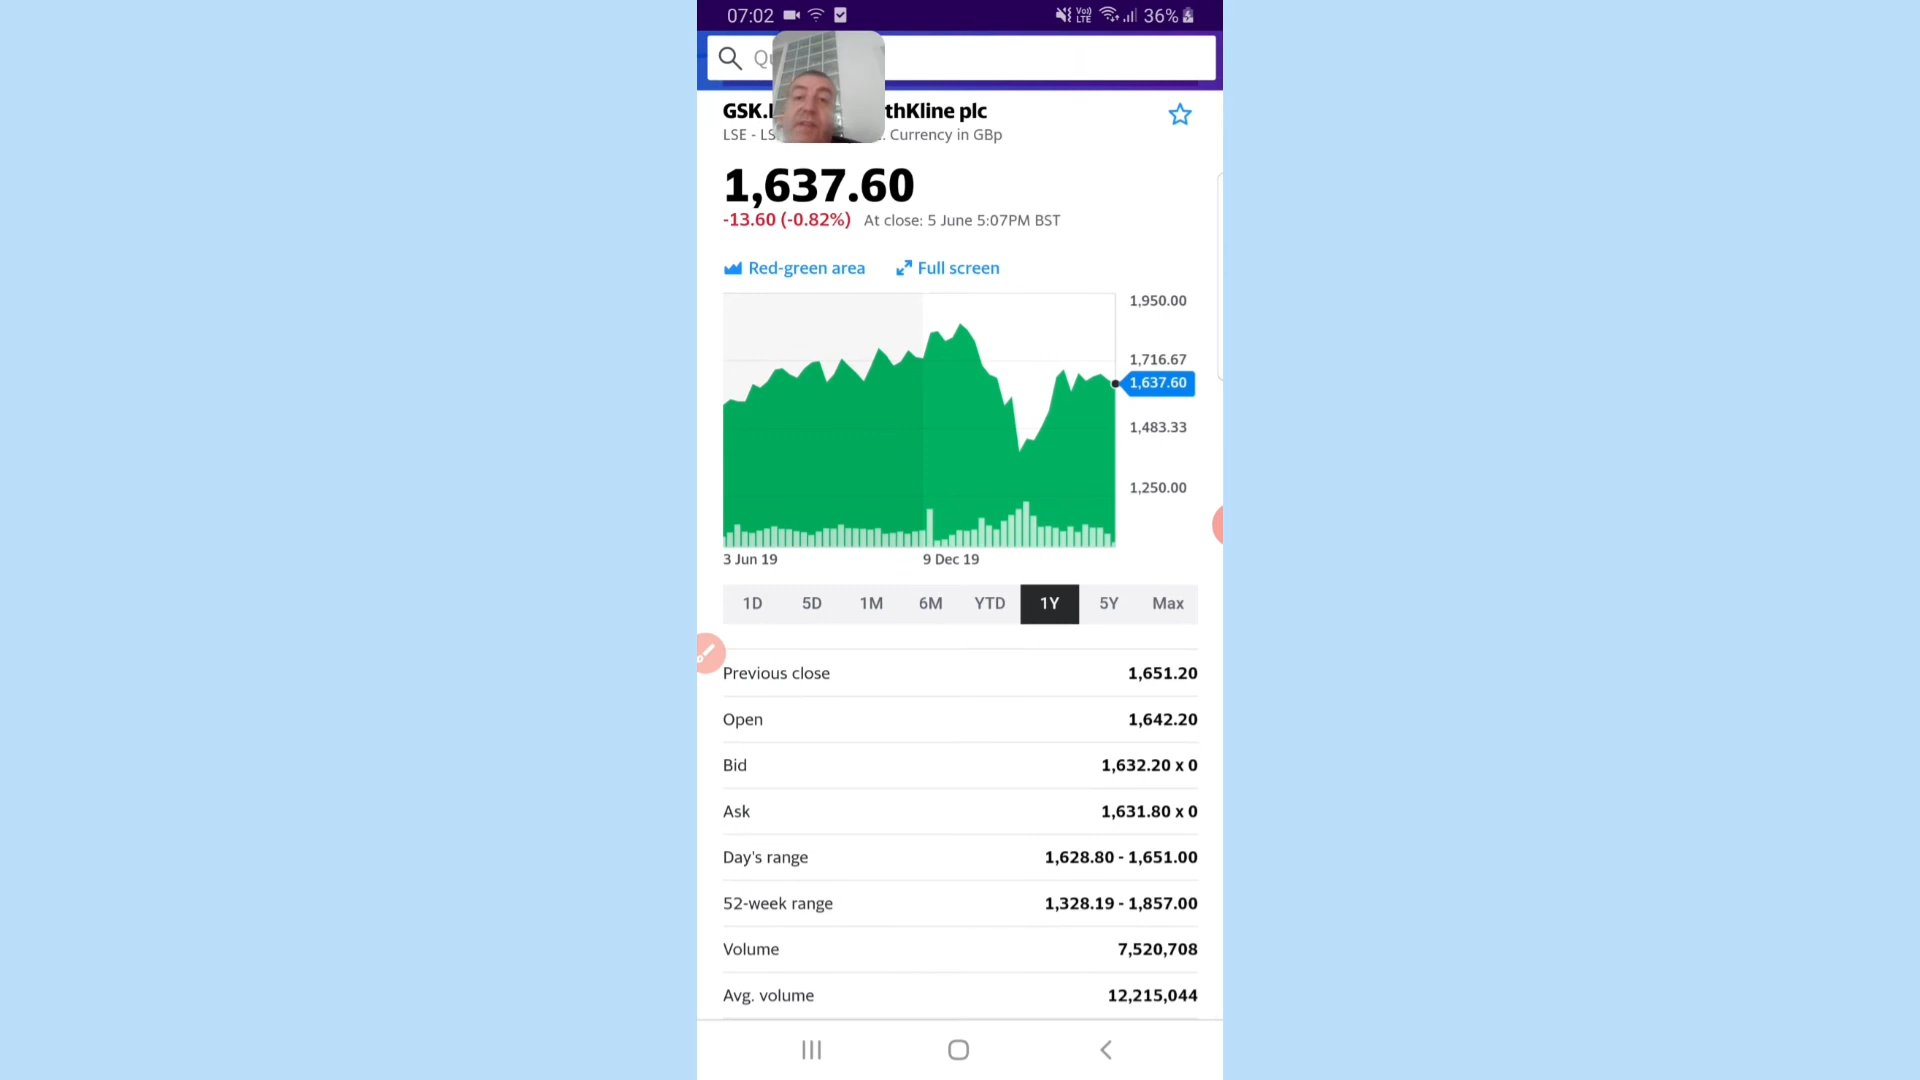 07:02 36%
GSK. thKline plc
LSE - LS Currency in GBp
1,637.60
-13.60 (-0.82%) At close: 5 June 5:07PM BST
Red-green area Full screen
1,950.00
1,716.67
1,637.60
1,483.33
1,250.00
3 Jun 19 9 Dec 19
1D 5D 1M 6M YTD 1Y 5Y Max
Previous close 1,651.20
Open 1,642.20
Bid 1,632.20 x 0
Ask 1,631.80 x 0
Day's range 1,628.80 - 1,651.00
52-week range 1,328.19 - 1,857.00
Volume 7,520,708
Avg. volume 12,215,044